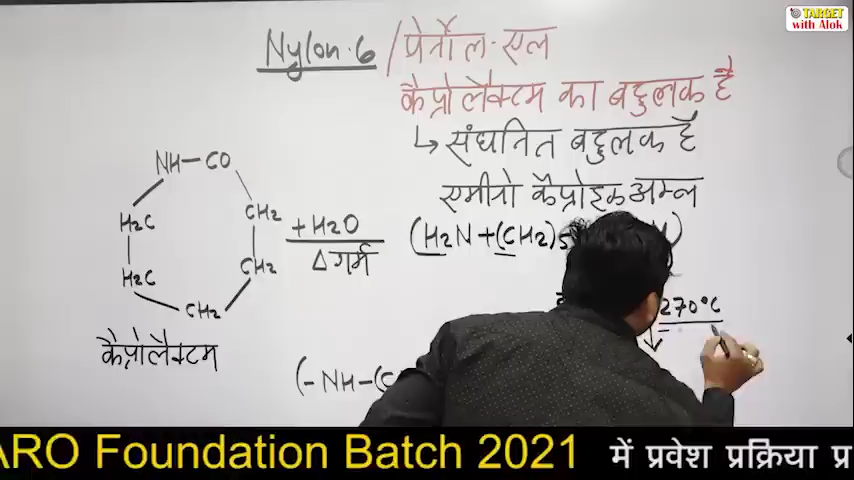 TARGET
with Alok
Nylon-6 / पेर्लोन-एल
कैप्रोलैक्टम का बहुलक है
↳ संघनित बहुलक है
एमीनो कैप्रोइक अम्ल
NH-CO
H2C
CH2
H2C
CH2
CH2
+H2O
Δ गर्म
(H2N+(CH2)5
270°C
कैप्रोलैक्टम
(-NH-(C
ARO Foundation Batch 2021 में प्रवेश प्रक्रिया प्र